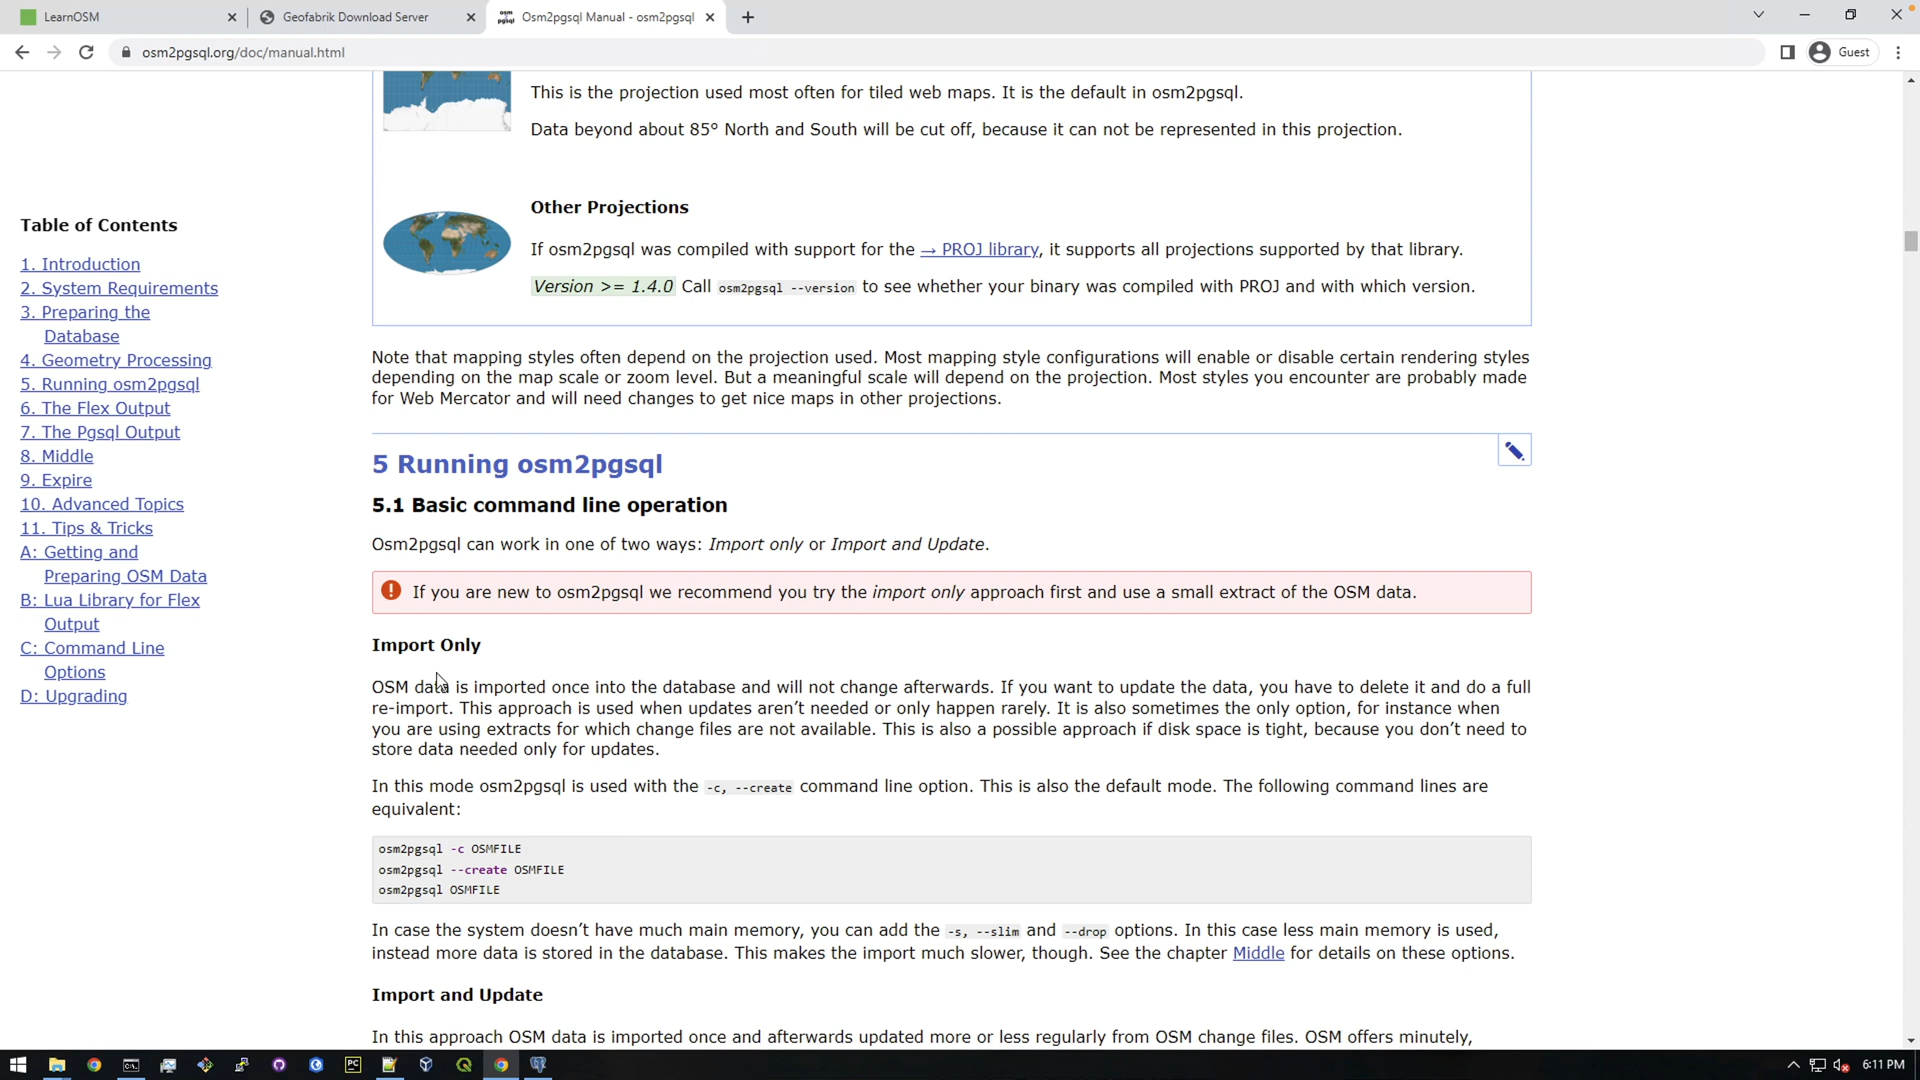 LearnOSM
Geofabrik Download Server
Osm2pgsql Manual - osm2pgsql
osm2pgsql.org/doc/manual.html
Guest
This is the projection used most often for tiled web maps. It is the default in osm2pgsql.
Data beyond about 85° North and South will be cut off, because it can not be represented in this projection.
Other Projections
If osm2pgsql was compiled with support for the → PROJ library, it supports all projections supported by that library.
Version >= 1.4.0 Call osm2pgsql --version to see whether your binary was compiled with PROJ and with which version.
Table of Contents
1. Introduction
2. System Requirements
3. Preparing the
Database
4. Geometry Processing
5. Running osm2pgsql
6. The Flex Output
7. The Pgsql Output
8. Middle
9. Expire
10. Advanced Topics
11. Tips & Tricks
A: Getting and
Preparing OSM Data
B: Lua Library for Flex
Output
C: Command Line
Options
D: Upgrading
Note that mapping styles often depend on the projection used. Most mapping style configurations will enable or disable certain rendering styles
depending on the map scale or zoom level. But a meaningful scale will depend on the projection. Most styles you encounter are probably made
for Web Mercator and will need changes to get nice maps in other projections.
5 Running osm2pgsql
5.1 Basic command line operation
Osm2pgsql can work in one of two ways: Import only or Import and Update.
If you are new to osm2pgsql we recommend you try the import only approach first and use a small extract of the OSM data.
Import Only
OSM data is imported once into the database and will not change afterwards. If you want to update the data, you have to delete it and do a full
re-import. This approach is used when updates aren't needed or only happen rarely. It is also sometimes the only option, for instance when
you are using extracts for which change files are not available. This is also a possible approach if disk space is tight, because you don't need to
store data needed only for updates.
In this mode osm2pgsql is used with the -c, --create command line option. This is also the default mode. The following command lines are
equivalent:
osm2pgsql -c OSMFILE
osm2pgsql --create OSMFILE
osm2pgsql OSMFILE
In case the system doesn't have much main memory, you can add the -s, --slim and --drop options. In this case less main memory is used,
instead more data is stored in the database. This makes the import much slower, though. See the chapter Middle for details on these options.
Import and Update
In this approach OSM data is imported once and afterwards updated more or less regularly from OSM change files. OSM offers minutely,
6:11 PM